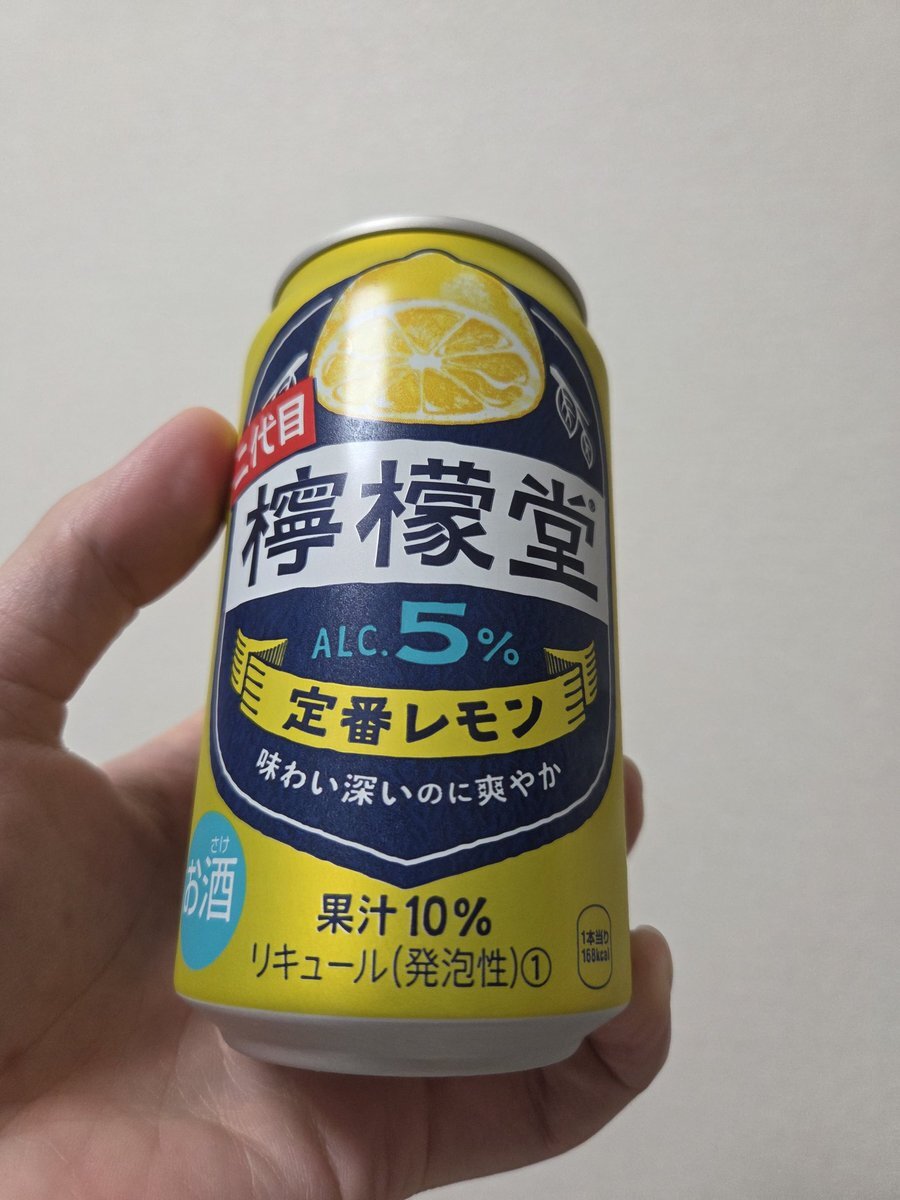 二代目
檸檬堂
ALC.5%
定番レモン
味わい深いのに爽やか
さけ
お酒
果汁10%
リキュール(発泡性)①
1本当り
168kcal